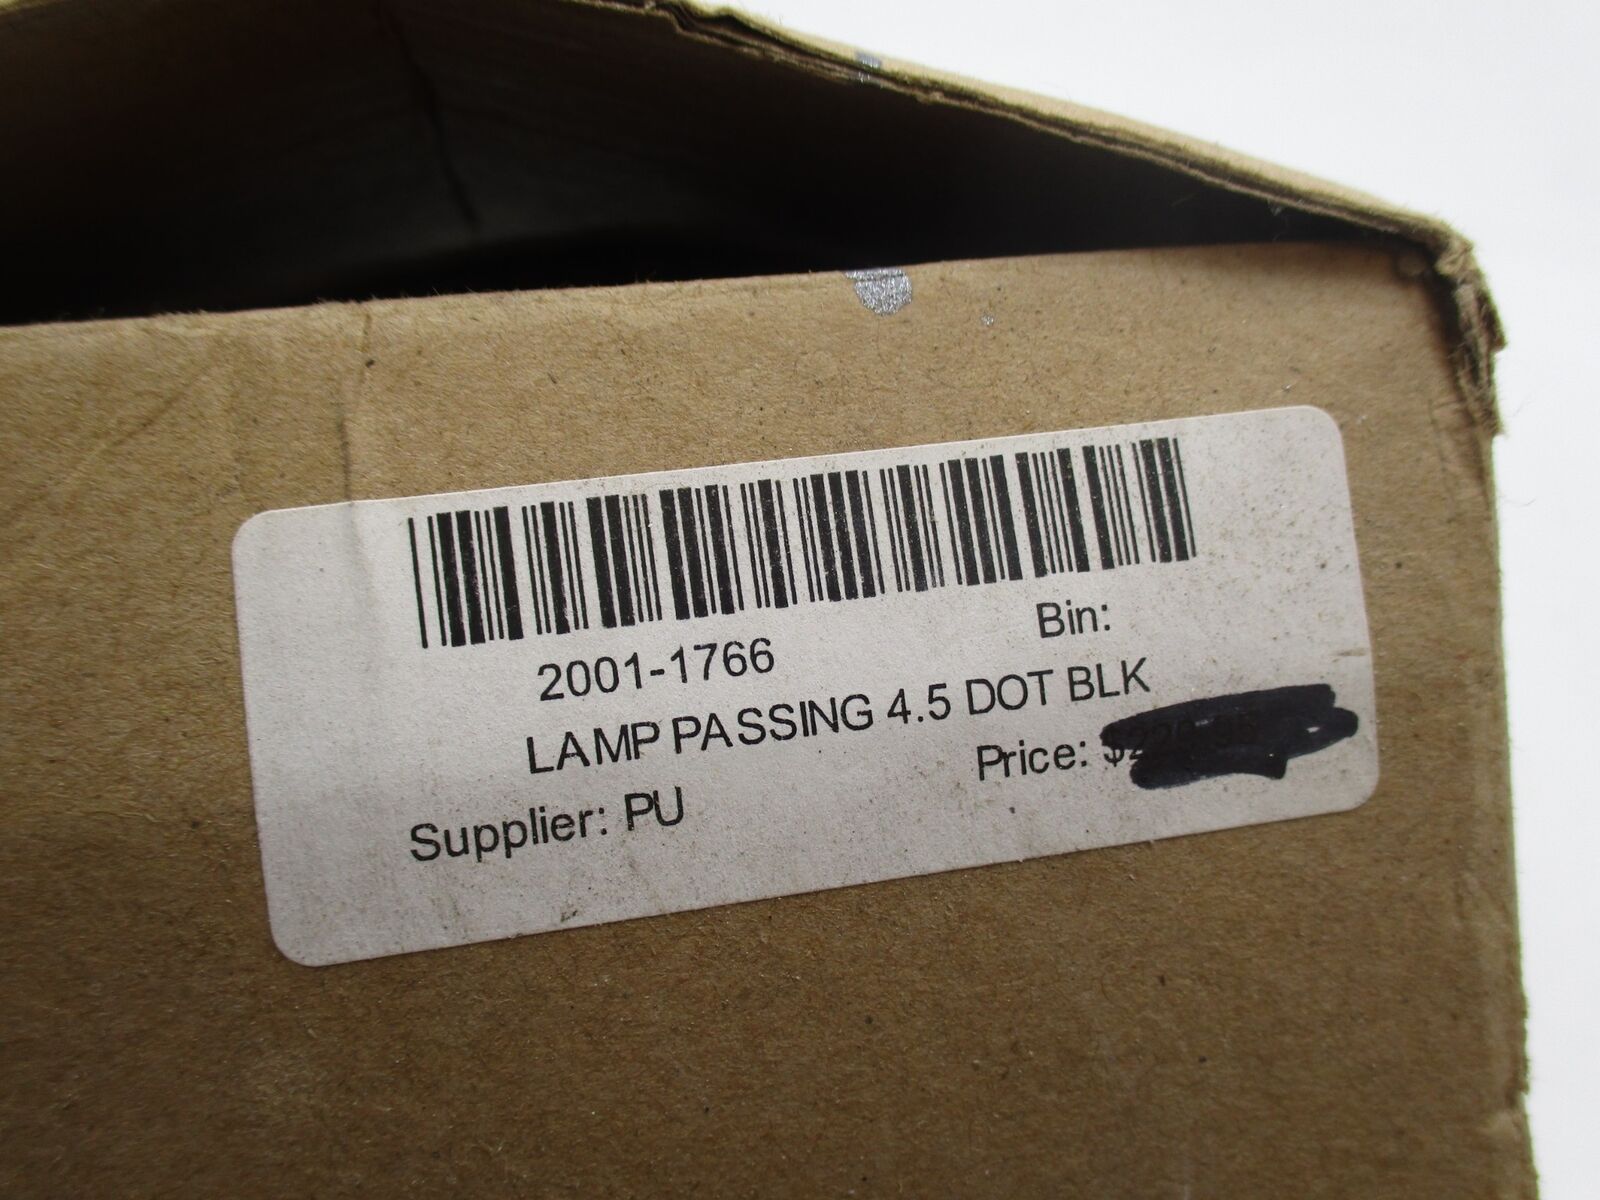 2001-1766
Bin:
LAMP PASSING 4.5 DOT BLK
Supplier: PU
Price: